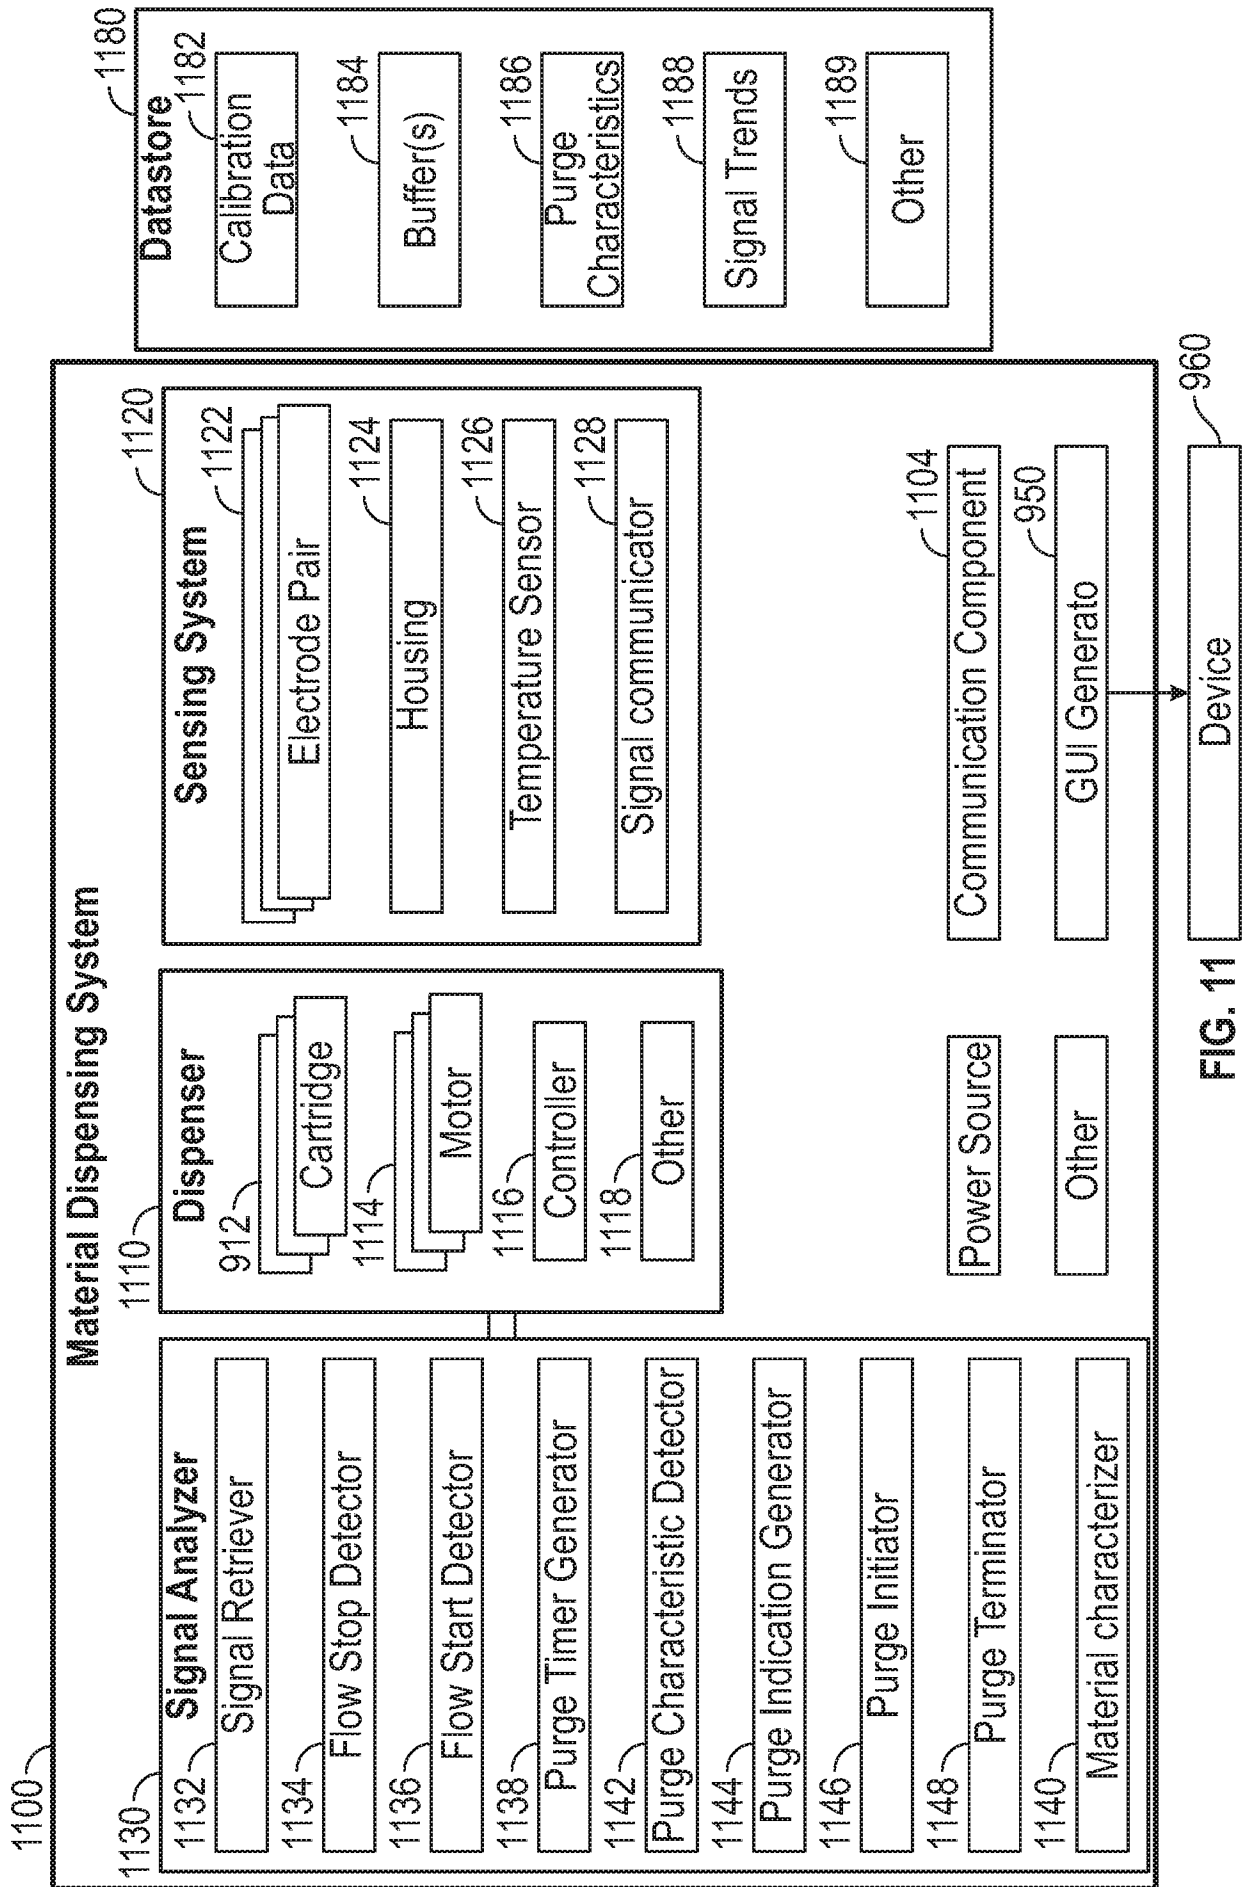 1100
Material Dispensing System
1130
Signal Analyzer
1132
Signal Retriever
1134
Flow Stop Detector
1136
Flow Start Detector
1138
Purge Timer Generator
1142
Purge Characteristic Detector
1144
Purge Indication Generator
1146
Purge Initiator
1148
Purge Terminator
1140
Material characterizer
1110
Dispenser
912
Cartridge
1114
Motor
1116
Controller
1118
Other
Power Source
Other
1120
Sensing System
1122
Electrode Pair
1124
Housing
1126
Temperature Sensor
1128
Signal communicator
1104
Communication Component
950
GUI Generato
960
Device
1180
Datastore
1182
Calibration
Data
1184
Buffer(s)
1186
Purge
Characteristics
1188
Signal Trends
1189
Other
FIG. 11